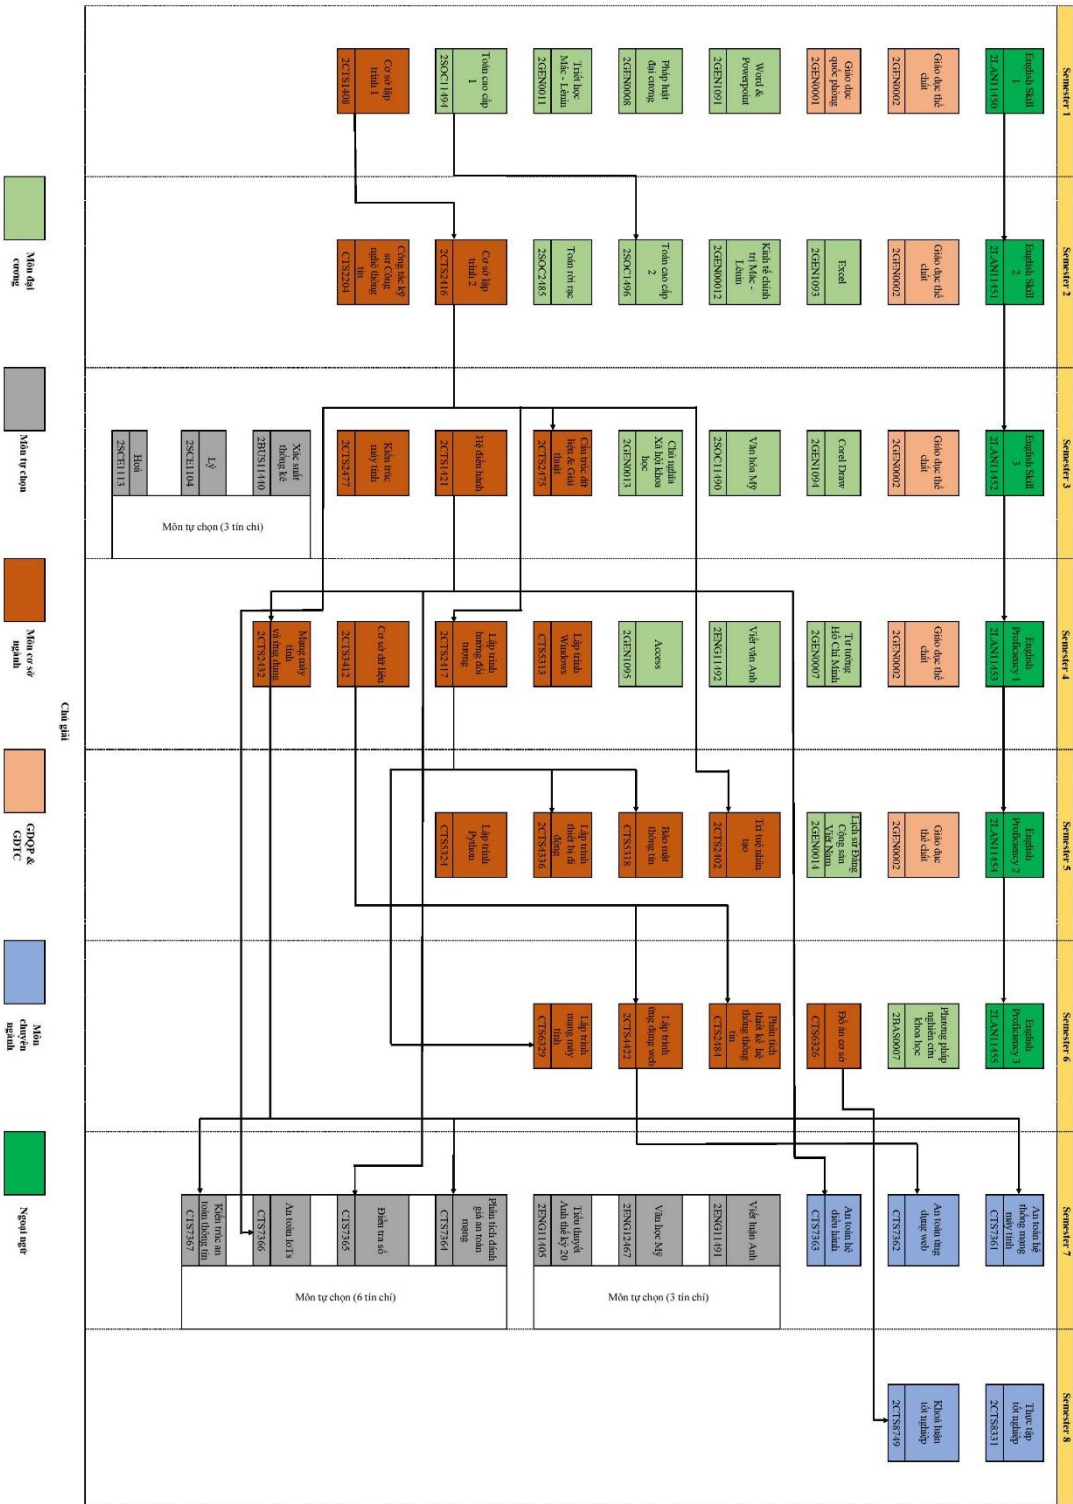 Semester 1
English Skill
1
2LANI11450
Giáo dục thể
chất
2GEN0002
Giáo dục
quốc phòng
2GEN0001
Word &
Powerpoint
2GEN1091
Pháp luật
đại cương
2GEN0008
Triết học
Mác - Lênin
2GEN0011
Toán cao cấp
1
2SOC11494
Cơ sở lập
trình 1
2CTS1408
Semester 2
English Skill
2
2LANI11451
Giáo dục thể
chất
2GEN0002
Excel
2GEN1093
Kinh tế chính
trị Mác -
Lênin
2GEN00012
Toán cao cấp
2
2SOC1496
Toán rời rạc
2SOC2485
Cơ sở lập
trình 2
2CTS2416
Công tác kỹ
sư Công
nghệ thông
tin
CTS2204
Semester 3
English Skill
3
2LANI11452
Giáo dục thể
chất
2GEN0002
Corel Draw
2GEN1094
Văn hóa Mỹ
2SOC11490
Chủ nghĩa
Xã hội khoa
học
2GEN0013
Cấu trúc dữ
liệu & Giải
thuật
2CTS2475
Hệ điều hành
2CTS1421
Kiến trúc
máy tính
2CTS2477
Xác suất
thống kê
2BUS11440
Lý
2SCE1104
Hoá
2SCE1113
Môn tự chọn (3 tín chỉ)
Semester 4
English
Proficiency 1
2LANI11453
Giáo dục thể
chất
2GEN0002
Tư tưởng
Hồ Chí Minh
2GEN0007
Viết văn Anh
2ENG11492
Access
2GEN1095
Lập trình
Windows
CTS5313
Lập trình
hướng đối
tượng
2CTS2417
Cơ sở dữ liệu
2CTS3412
Mạng máy
tính
và ứng dụng
2CTS2432
Semester 5
English
Proficiency 2
2LANI11454
Giáo dục
thể chất
2GEN0002
Lịch sử Đảng
Cộng sản
Việt Nam
2GEN0014
Trí tuệ nhân
tạo
2CTS2402
Bảo mật
thông tin
CTS5318
Lập trình
thiết bị di
động
2CTS4336
Lập trình
Python
CTS5324
Semester 6
English
Proficiency 3
2LANI11455
Phương pháp
nghiên cứu
khoa học
2BAS0007
Đồ án cơ sở
CTS6326
Phân tích
thiết kế hệ
thống thông
tin
CTS2484
Lập trình
ứng dụng web
2CTS4422
Lập trình
mạng máy
tính
CTS6329
Semester 7
An toàn hệ
thống mạng
máy tính
CTS7361
An toàn ứng
dụng web
CTS7362
An toàn hệ
điều hành
CTS7363
Viết luận Anh
2ENG11491
Văn học Mỹ
2ENG12467
Tiểu thuyết
Anh thế kỷ 20
2ENG11405
Môn tự chọn (3 tín chỉ)
Phân tích đánh
giá an toàn
mạng
CTS7364
Điều tra số
CTS7365
An toàn IoTs
CTS7366
Kiến trúc an
toàn thông tin
CTS7367
Môn tự chọn (6 tín chỉ)
Semester 8
Thực tập
tốt nghiệp
2CTS8331
Khoá luận
tốt nghiệp
2CTS8749
Chú giải
Môn đại
cương
Môn tự chọn
Môn cơ sở
ngành
GDQP &
GDTC
Môn
chuyên
ngành
Ngoại ngữ